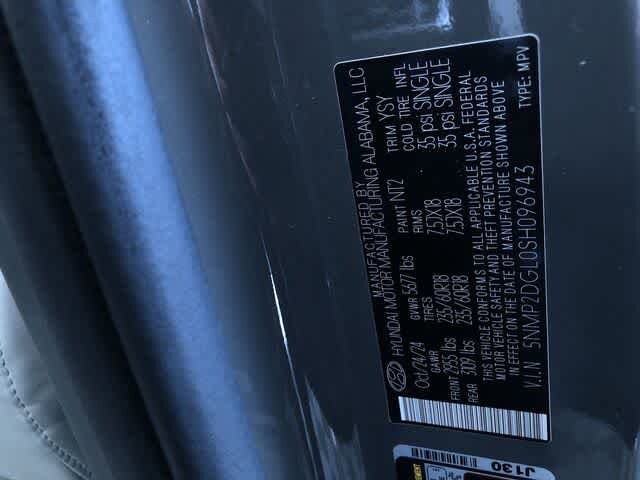 MANUFACTURED BY
HYUNDAI MOTOR MANUFACTURING ALABAMA, LLC
Oct/24/24 GVWR 5677 lbs PAINT NT2 TRIM YSY
GAWR TIRES RIMS COLD TIRE INFL
FRONT 2955 lbs 235/60R18 7.5JX18 35 psi SINGLE
REAR 3109 lbs 235/60R18 7.5JX18 35 psi SINGLE
THIS VEHICLE CONFORMS TO ALL APPLICABLE U.S.A. FEDERAL
MOTOR VEHICLE SAFETY AND THEFT PREVENTION STANDARDS
IN EFFECT ON THE DATE OF MANUFACTURE SHOWN ABOVE
V.I.N 5NMP2DGL0SH096943 TYPE: MPV
J130